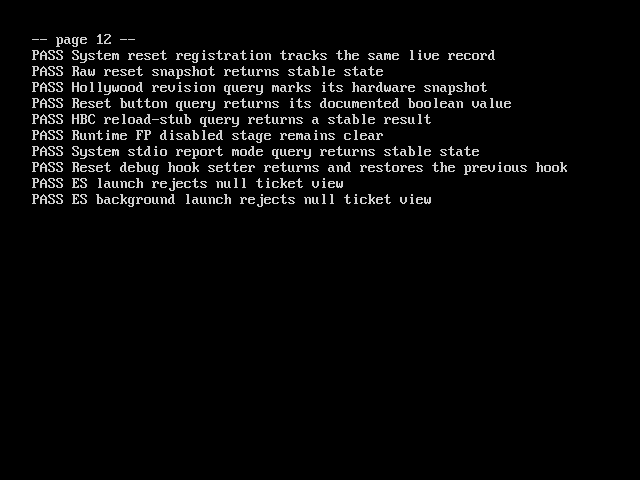 -- page 12 --
PASS System reset registration tracks the same live record
PASS Raw reset snapshot returns stable state
PASS Hollywood revision query marks its hardware snapshot
PASS Reset button query returns its documented boolean value
PASS HBC reload-stub query returns a stable result
PASS Runtime FP disabled stage remains clear
PASS System stdio report mode query returns stable state
PASS Reset debug hook setter returns and restores the previous hook
PASS ES launch rejects null ticket view
PASS ES background launch rejects null ticket view